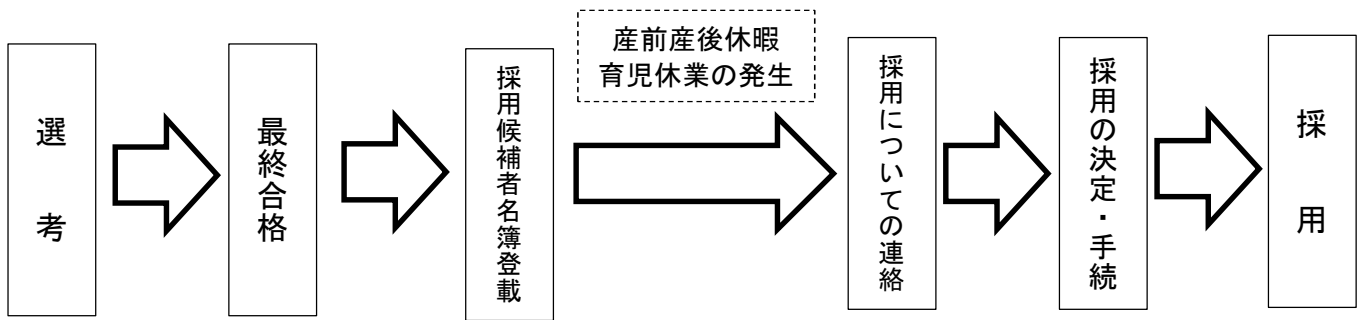 選考
最終合格
採用候補者名簿登載
産前産後休暇
育児休業の発生
採用についての連絡
採用の決定・手続
採用